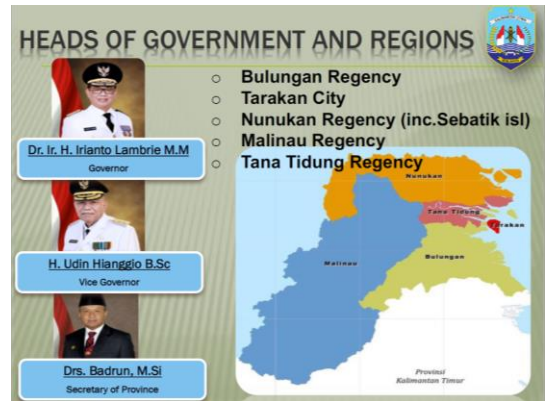 HEADS OF GOVERNMENT AND REGIONS
Dr. Ir. H. Irianto Lambrie M.M
Governor
H. Udin Hianggio B.Sc
Vice Governor
Drs. Badrun, M.Si
Secretary of Province
Bulungan Regency
Tarakan City
Nunukan Regency (inc.Sebatik isl)
Malinau Regency
Tana Tidung Regency
Nunukan
Tana Tidung
Tarakan
Malinau
Bulungan
Provinsi
Kalimantan Timur